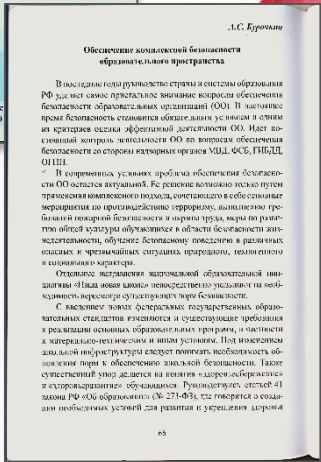 А.С. Курочкин
Обеспечение комплексной безопасности
образовательного пространства
В последние годы руководство страны и системы образования
РФ уделяет самое пристальное внимание вопросам обеспечения
безопасности образовательных организаций (ОО). В настоящее
время безопасность становится обязательным условием и одним
из критериев оценки эффективной деятельности ОО. Идет по-
стоянный контроль деятельности ОО по вопросам обеспечения
безопасности со стороны надзорных органов МВД, ФСБ, ГИБДД,
ОГПН.
В современных условиях проблема обеспечения безопасно-
сти ОО остается актуальной. Ее решение возможно только путем
применения комплексного подхода, сочетающего в себе основные
мероприятия по противодействию терроризму, выполнению тре-
бований пожарной безопасности и охраны труда, меры по разви-
тию общей культуры обучающихся в области безопасности жиз-
недеятельности, обучение безопасному поведению в различных
опасных и чрезвычайных ситуациях природного, техногенного
и социального характера.
Отдельное направления национальной образовательной ини-
циативы «Наша новая школа» непосредственно указывают на необ-
ходимость пересмотра существующих норм безопасности.
С введением новых федеральных государственных образо-
вательных стандартов изменяются и существующие требования
к реализации основных образовательных программ, в частности
к материально-техническим и иным условиям. Под изменением
школьной инфраструктуры следует понимать необходимость об-
новления норм к обеспечению школьной безопасности. Также
существенный упор делается на понятия «здоровьесбережение»
и «здоровьеразвитие» обучающихся. Руководствуясь статьей 41
закона РФ «Об образовании» (№ 273-ФЗ), где говорится о созда-
нии необходимых условий для развития и укрепления здоровья
66